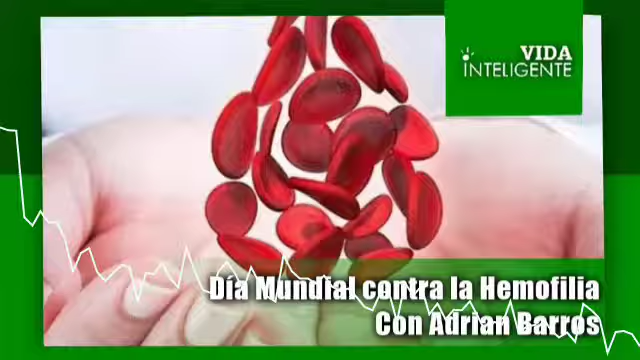 VIDA
INTELIGENTE
Día Mundial contra la Hemofilia
Con Adrian Barros